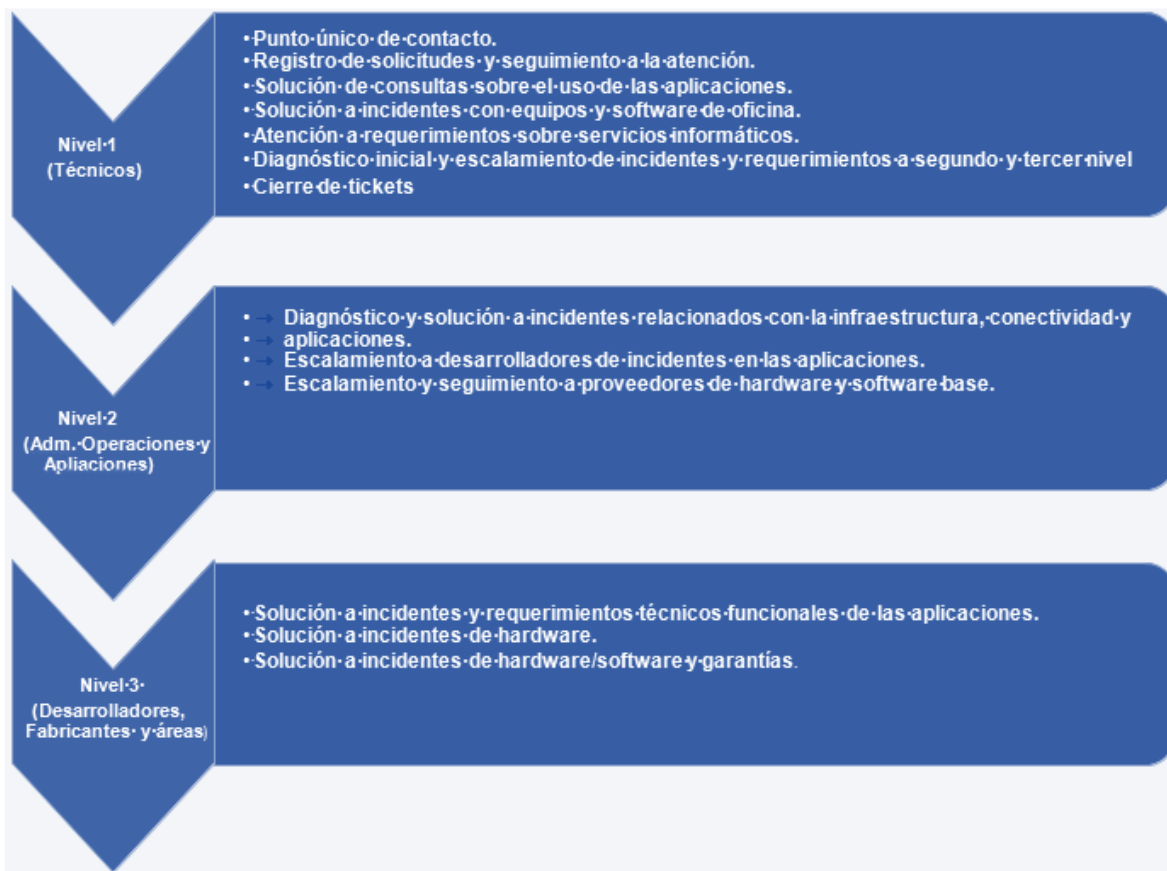 • Punto único de contacto.
• Registro de solicitudes y seguimiento a la atención.
• Solución de consultas sobre el uso de las aplicaciones.
• Solución a incidentes con equipos y software de oficina.
• Atención a requerimientos sobre servicios informáticos.
• Diagnóstico inicial y escalamiento de incidentes y requerimientos a segundo y tercer nivel
• Cierre de tickets
Nivel 1
(Técnicos)
• → Diagnóstico y solución a incidentes relacionados con la infraestructura, conectividad y
• → aplicaciones.
• → Escalamiento a desarrolladores de incidentes en las aplicaciones.
• → Escalamiento y seguimiento a proveedores de hardware y software base.
Nivel 2
(Adm. Operaciones y
Apliaciones)
• Solución a incidentes y requerimientos técnicos funcionales de las aplicaciones.
• Solución a incidentes de hardware.
• Solución a incidentes de hardware/software y garantías.
Nivel 3
(Desarrolladores,
Fabricantes y áreas)